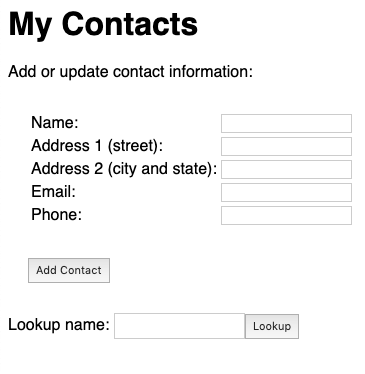 My Contacts
Add or update contact information:
Name:
Address 1 (street):
Address 2 (city and state):
Email:
Phone:
Add Contact
Lookup name: Lookup